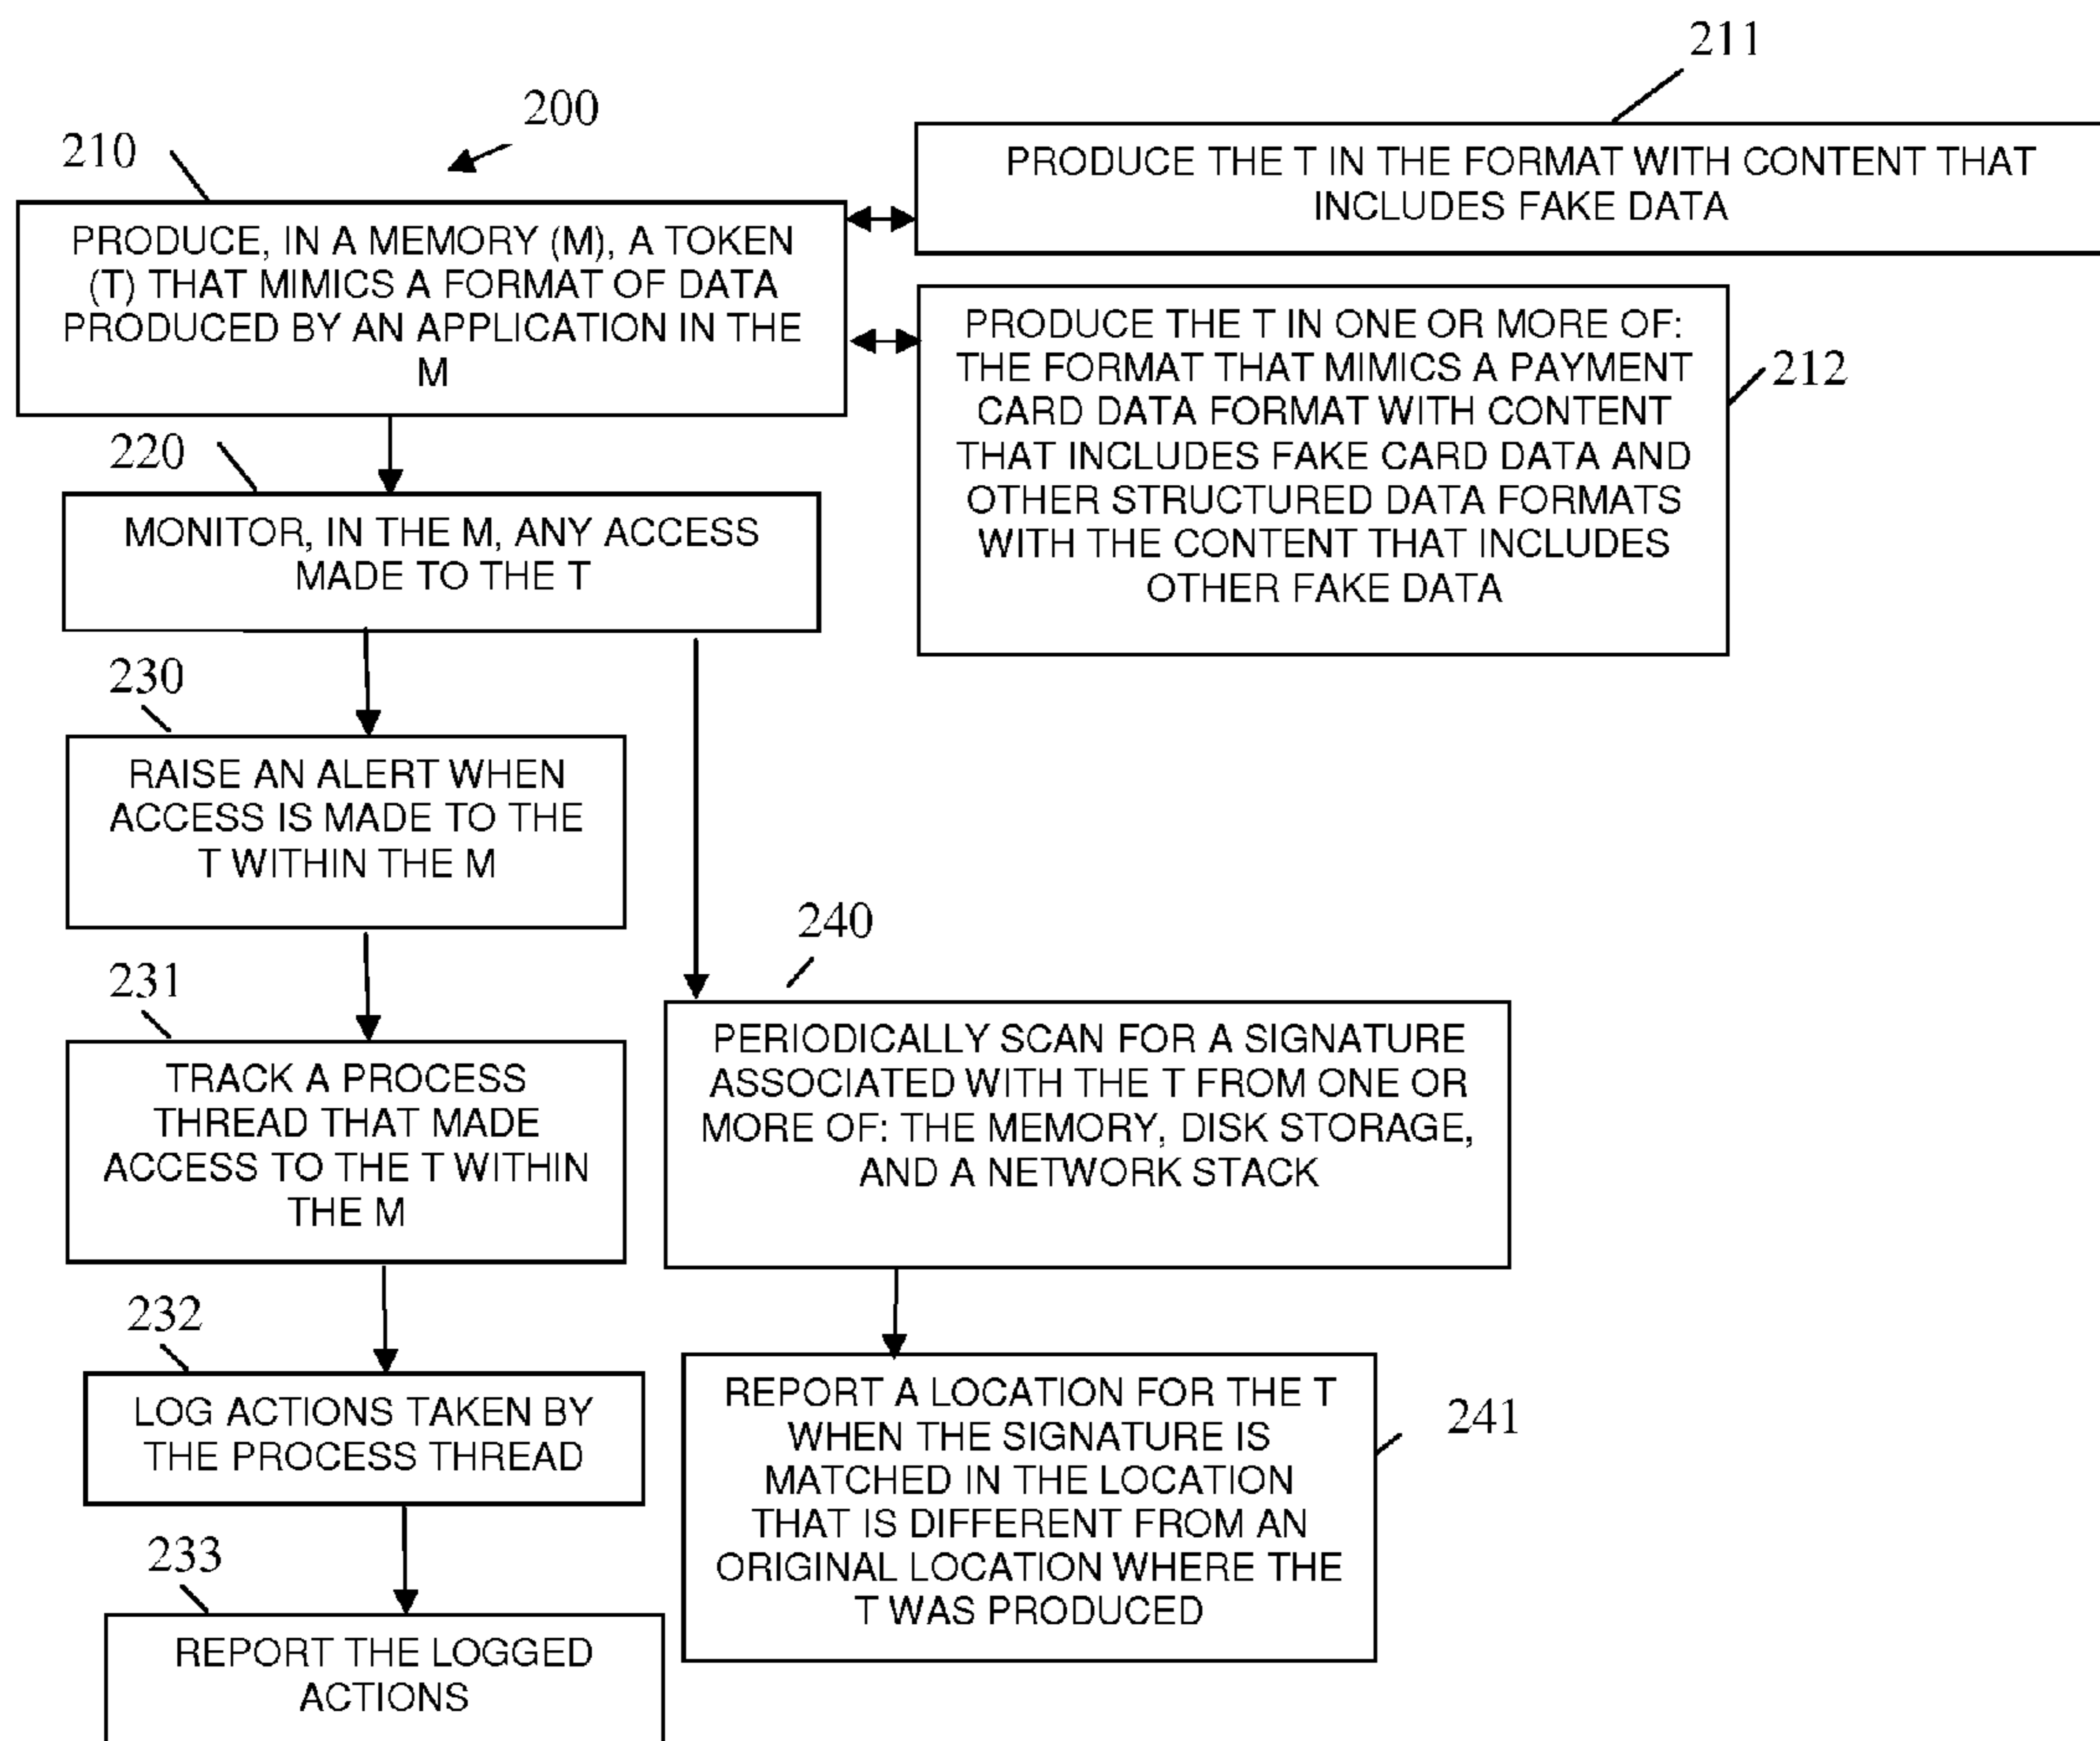 211
200
210
PRODUCE THE T IN THE FORMAT WITH CONTENT THAT
INCLUDES FAKE DATA
PRODUCE, IN A MEMORY (M), A TOKEN
(T) THAT MIMICS A FORMAT OF DATA
PRODUCED BY AN APPLICATION IN THE
M
PRODUCE THE T IN ONE OR MORE OF:
THE FORMAT THAT MIMICS A PAYMENT
CARD DATA FORMAT WITH CONTENT
THAT INCLUDES FAKE CARD DATA AND
OTHER STRUCTURED DATA FORMATS
WITH THE CONTENT THAT INCLUDES
OTHER FAKE DATA
212
220
MONITOR, IN THE M, ANY ACCESS
MADE TO THE T
230
RAISE AN ALERT WHEN
ACCESS IS MADE TO THE
T WITHIN THE M
231
TRACK A PROCESS
THREAD THAT MADE
ACCESS TO THE T WITHIN
THE M
240
PERIODICALLY SCAN FOR A SIGNATURE
ASSOCIATED WITH THE T FROM ONE OR
MORE OF: THE MEMORY, DISK STORAGE,
AND A NETWORK STACK
232
LOG ACTIONS TAKEN BY
THE PROCESS THREAD
241
REPORT A LOCATION FOR THE T
WHEN THE SIGNATURE IS
MATCHED IN THE LOCATION
THAT IS DIFFERENT FROM AN
ORIGINAL LOCATION WHERE THE
T WAS PRODUCED
233
REPORT THE LOGGED
ACTIONS